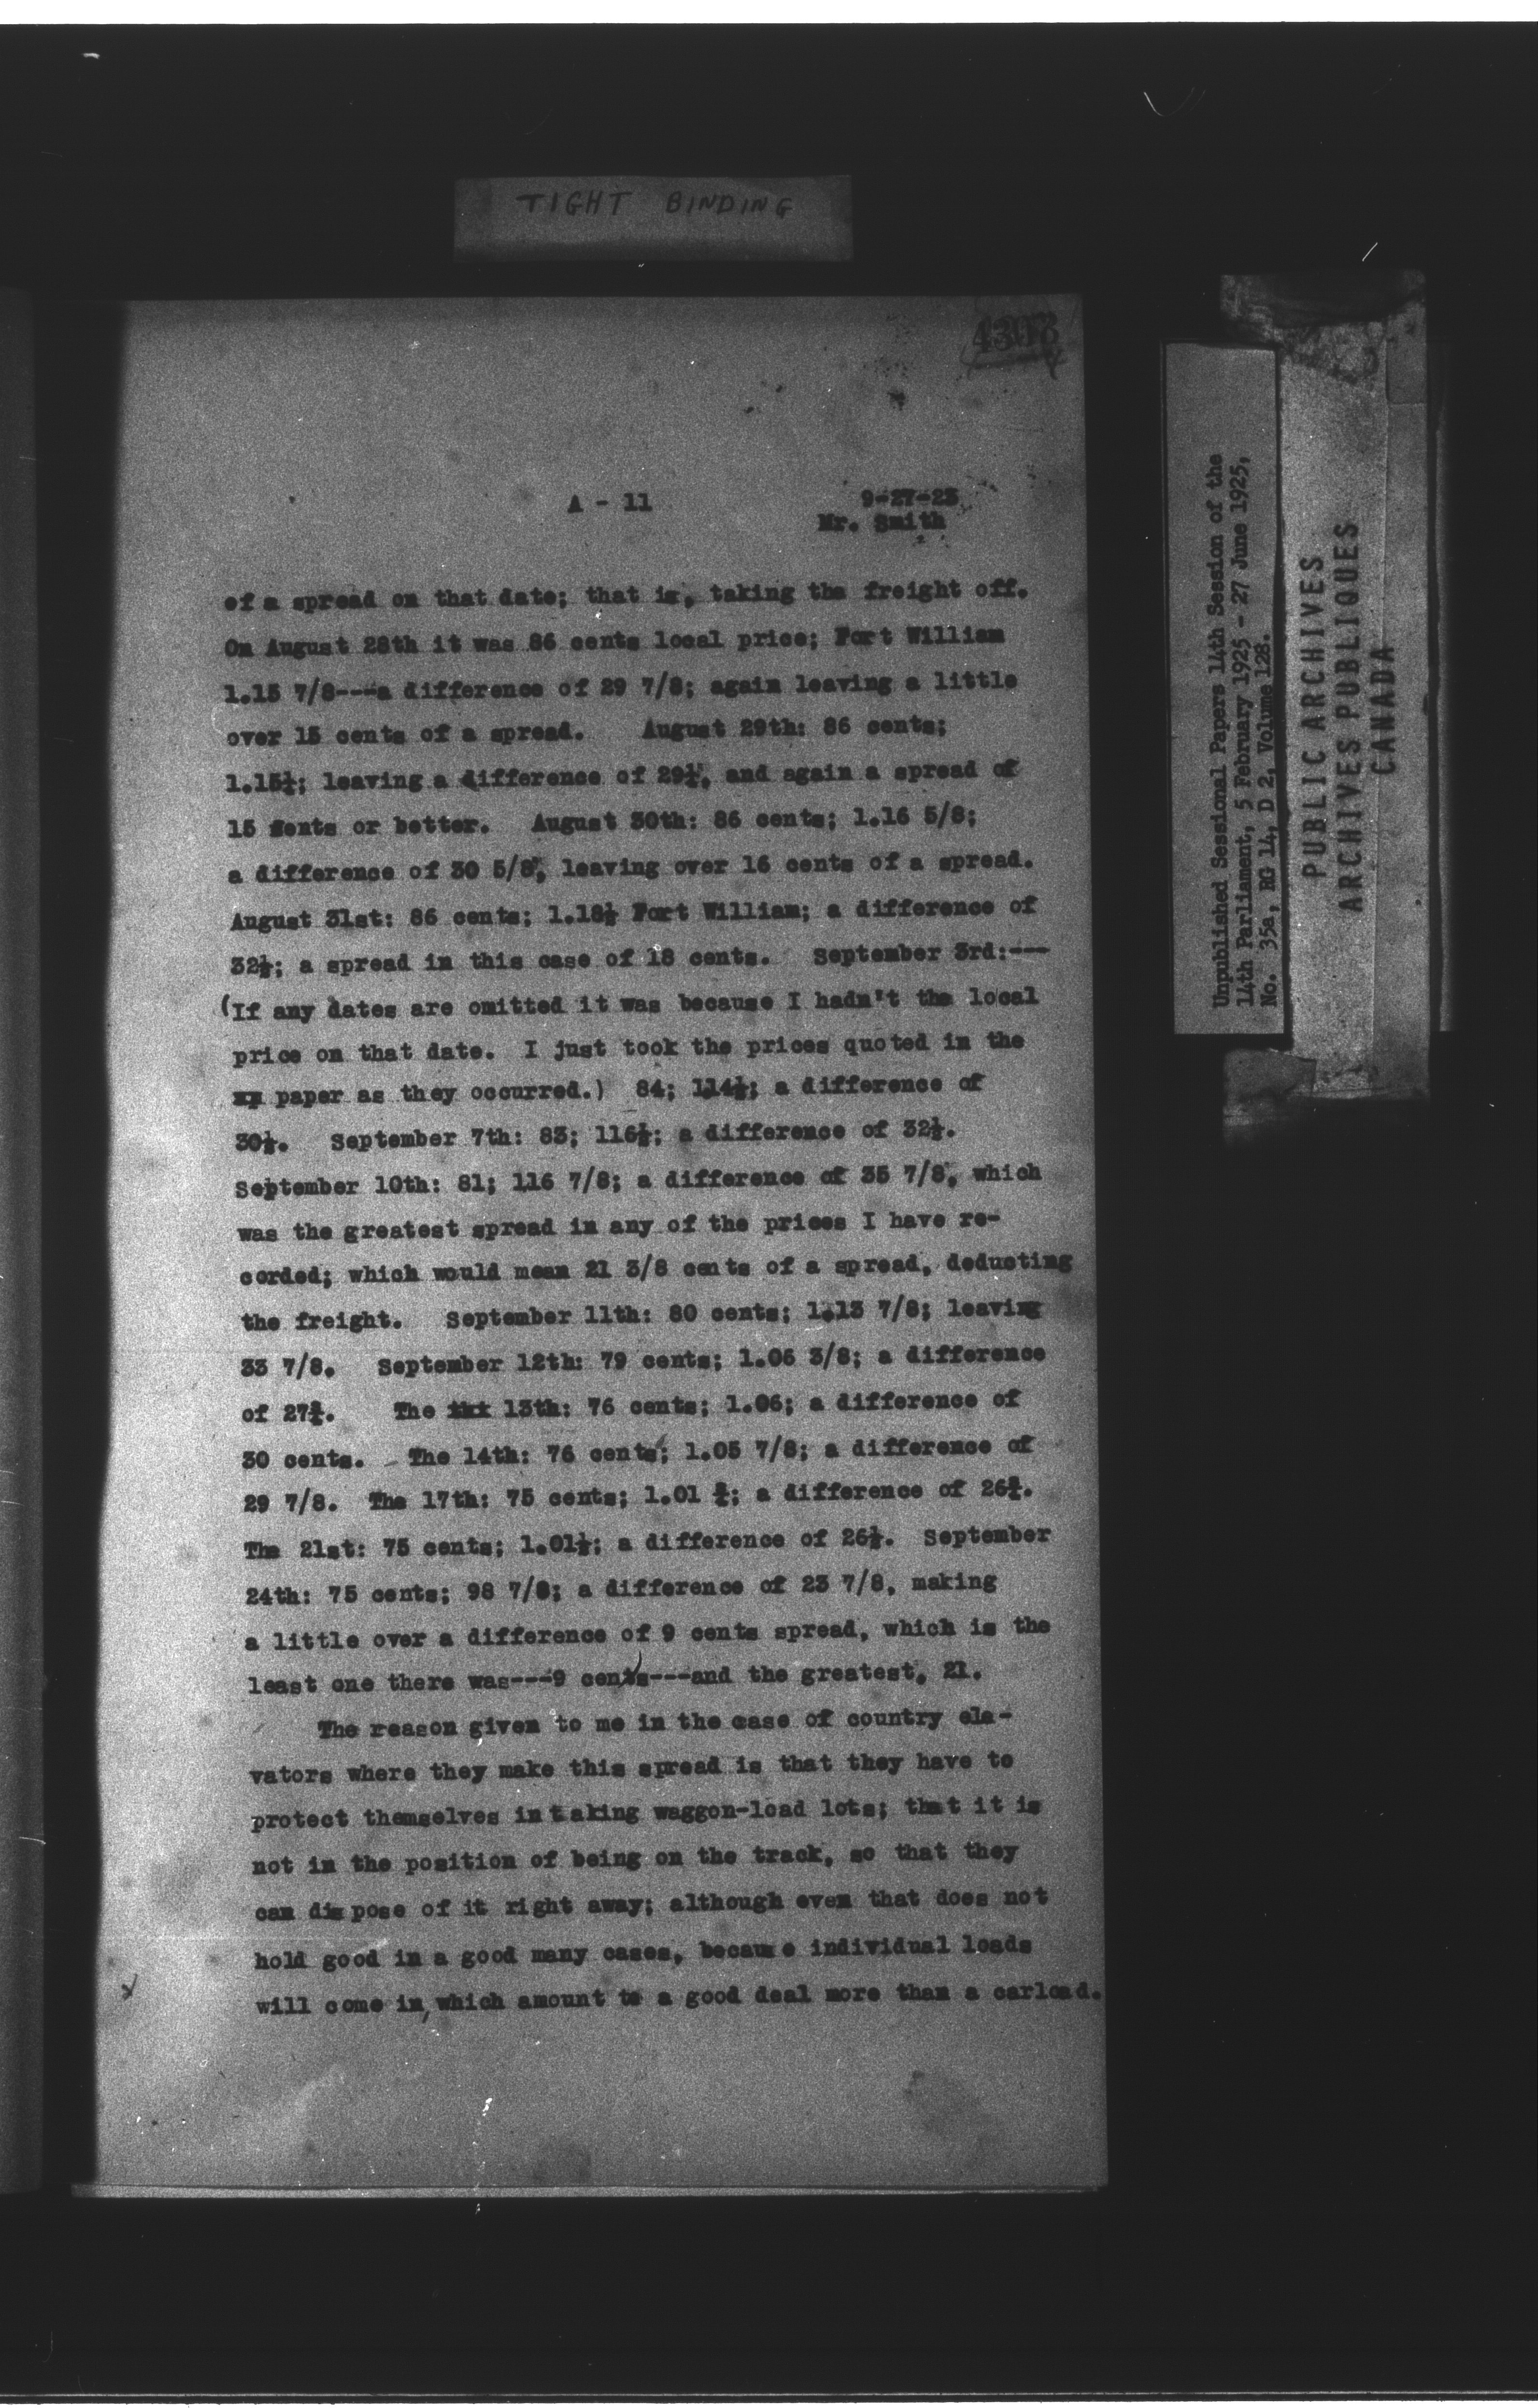 TIGHT BINDING
4308
A - 11
9-27-23
Mr. Smith
of a spread on that date; that is, taking the freight off.
On August 28th it was 86 cents local price; Fort William
1.15 7/8---a difference of 29 7/8; again leaving a little
over 15 cents of a spread. August 29th: 86 cents;
1.15½; leaving a difference of 29½, and again a spread of
15 cents or better. August 30th: 86 cents; 1.16 5/8;
a difference of 30 5/8, leaving over 16 cents of a spread.
August 31st: 86 cents; 1.18½ Fort William; a difference of
32½; a spread in this case of 18 cents. September 3rd:---
(If any dates are omitted it was because I hadn't the local
price on that date. I just took the prices quoted in the
xx paper as they occurred.) 84; 114½; a difference of
30½. September 7th: 83; 116½; a difference of 32½.
September 10th: 81; 116 7/8; a difference of 35 7/8, which
was the greatest spread in any of the prices I have re-
corded; which would mean 21 3/8 cents of a spread, deducting
the freight. September 11th: 80 cents; 1.13 7/8; leaving
33 7/8. September 12th: 79 cents; 1.06 3/8; a difference
of 27⅜. The xxx 13th: 76 cents; 1.06; a difference of
30 cents. The 14th: 76 cents; 1.05 7/8; a difference of
29 7/8. The 17th: 75 cents; 1.01 ¾; a difference of 26¾.
The 21st: 75 cents; 1.01½; a difference of 26½. September
24th: 75 cents; 98 7/8; a difference of 23 7/8, making
a little over a difference of 9 cents spread, which is the
least one there was---9 cents---and the greatest, 21.
The reason given to me in the case of country ele-
vators where they make this spread is that they have to
protect themselves in taking waggon-load lots; that it is
not in the position of being on the track, so that they
can dispose of it right away; although even that does not
hold good in a good many cases, because individual loads
will come in, which amount to a good deal more than a carload.
Unpublished Sessional Papers 14th Session of the
14th Parliament, 5 February 1925 - 27 June 1925,
No. 35a, RG 14, D 2, Volume 128.
PUBLIC ARCHIVES
ARCHIVES PUBLIQUES
CANADA